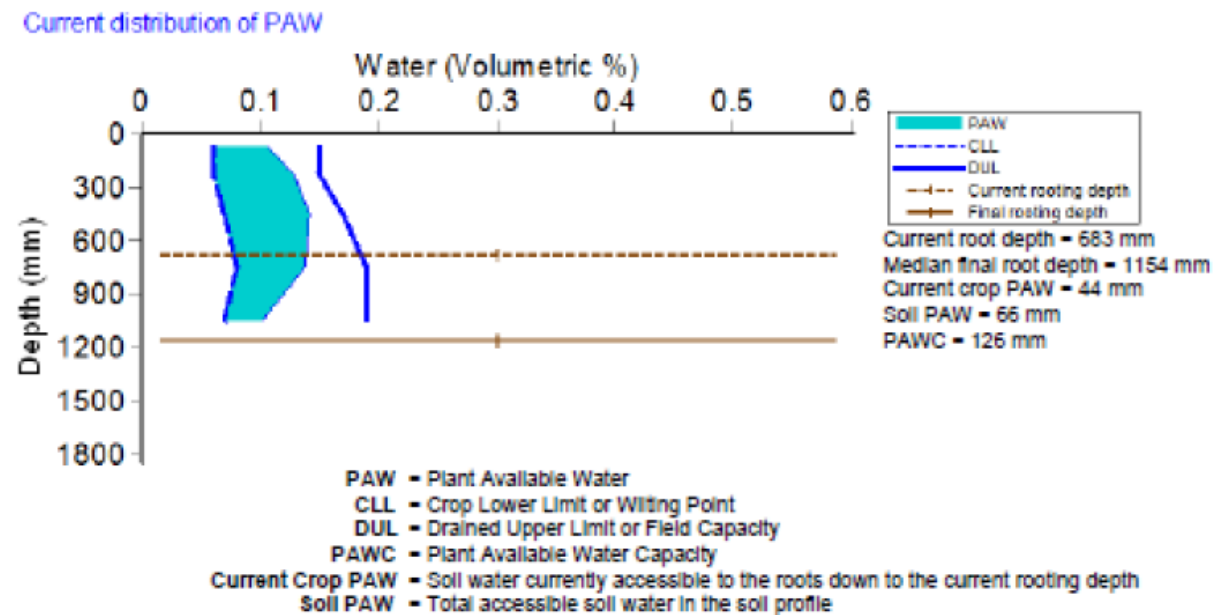 Current distribution of PAW
Water (Volumetric %)
0 0.1 0.2 0.3 0.4 0.5 0.6
Depth (mm)
0
300
600
900
1200
1500
1800
PAW
CLL
DUL
Current rooting depth
Final rooting depth
Current root depth = 683 mm
Median final root depth = 1154 mm
Current crop PAW = 44 mm
Soil PAW = 66 mm
PAWC = 126 mm
PAW = Plant Available Water
CLL = Crop Lower Limit or Wilting Point
DUL = Drained Upper Limit or Field Capacity
PAWC = Plant Available Water Capacity
Current Crop PAW = Soil water currently accessible to the roots down to the current rooting depth
Soil PAW = Total accessible soil water in the soil profile